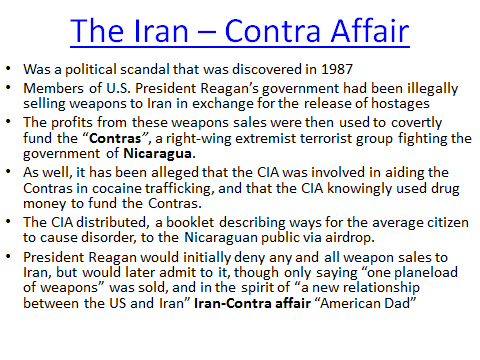 The Iran – Contra Affair
• Was a political scandal that was discovered in 1987
• Members of U.S. President Reagan's government had been illegally
selling weapons to Iran in exchange for the release of hostages
• The profits from these weapons sales were then used to covertly
fund the "Contras", a right-wing extremist terrorist group fighting the
government of Nicaragua.
• As well, it has been alleged that the CIA was involved in aiding the
Contras in cocaine trafficking, and that the CIA knowingly used drug
money to fund the Contras.
• The CIA distributed, a booklet describing ways for the average citizen
to cause disorder, to the Nicaraguan public via airdrop.
• President Reagan would initially deny any and all weapon sales to
Iran, but would later admit to it, though only saying "one planeload
of weapons" was sold, and in the spirit of "a new relationship
between the US and Iran" Iran-Contra affair "American Dad"